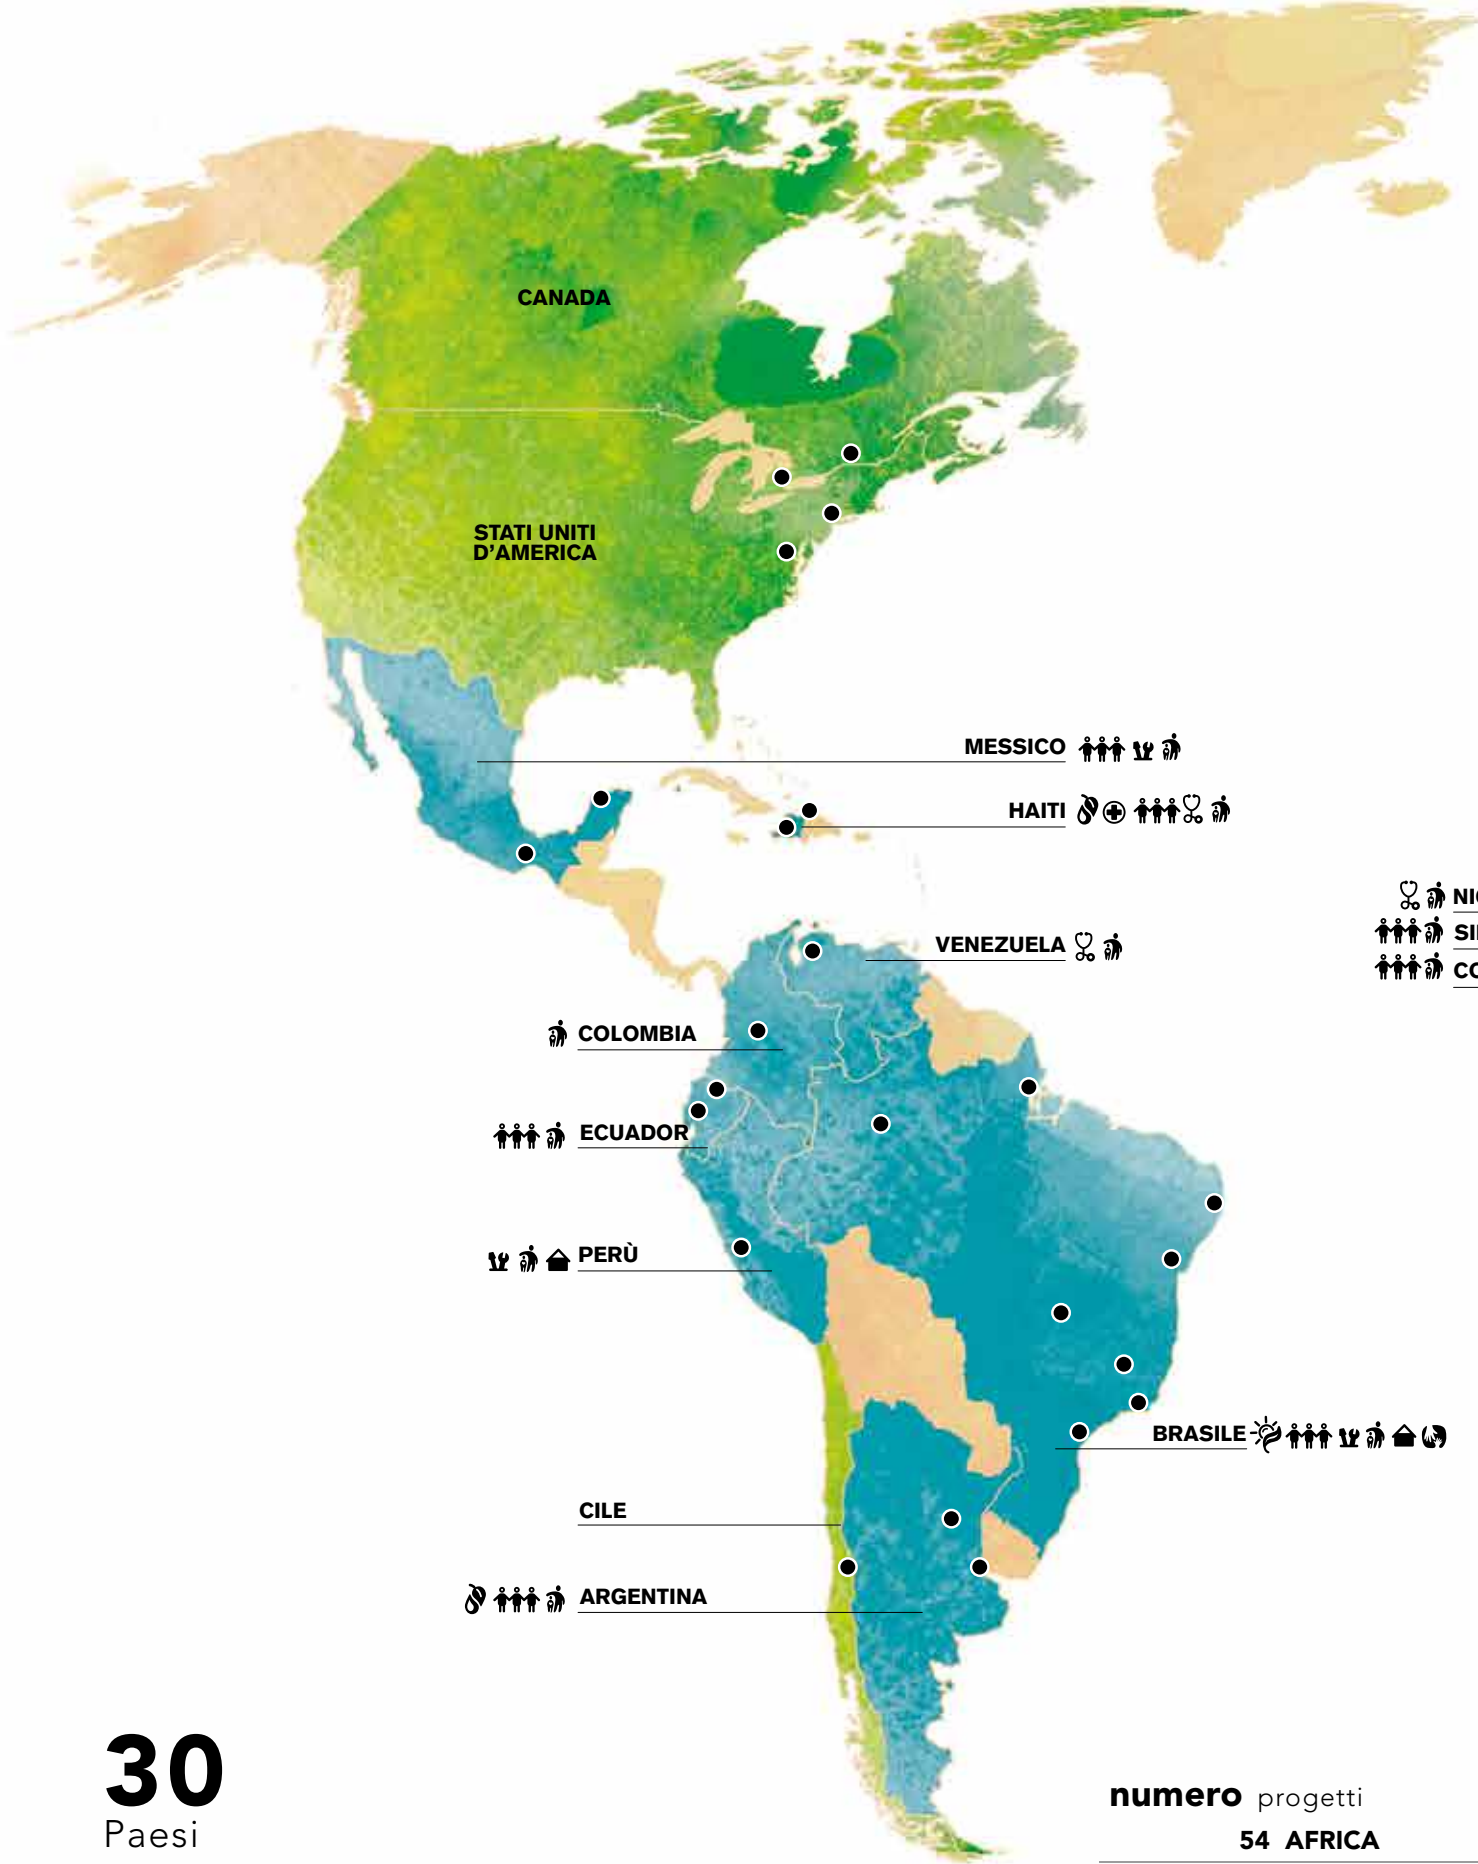 CANADA
STATI UNITI
D'AMERICA
MESSICO
HAITI
VENEZUELA
COLOMBIA
ECUADOR
PERÙ
BRASILE
CILE
ARGENTINA
30
Paesi
numero progetti
54 AFRICA